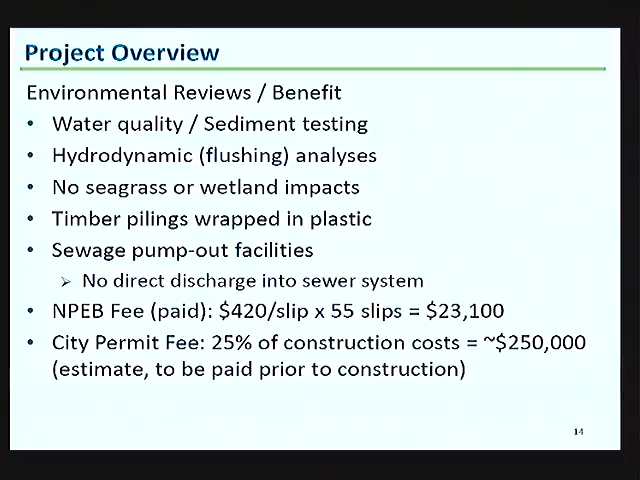 Project Overview
Environmental Reviews / Benefit
• Water quality / Sediment testing
• Hydrodynamic (flushing) analyses
• No seagrass or wetland impacts
• Timber pilings wrapped in plastic
• Sewage pump-out facilities
➢ No direct discharge into sewer system
• NPEB Fee (paid): $420/slip x 55 slips = $23,100
• City Permit Fee: 25% of construction costs = ~$250,000
(estimate, to be paid prior to construction)
14